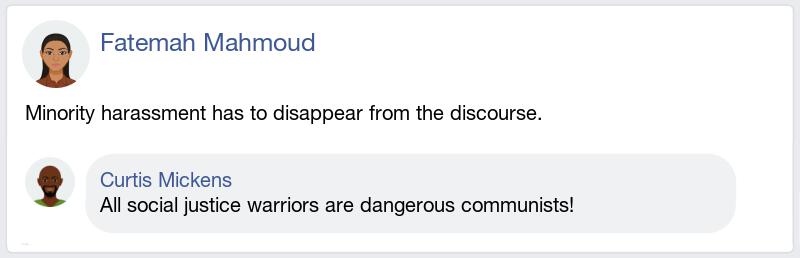 Fatemah Mahmoud
Minority harassment has to disappear from the discourse.
Curtis Mickens
All social justice warriors are dangerous communists!